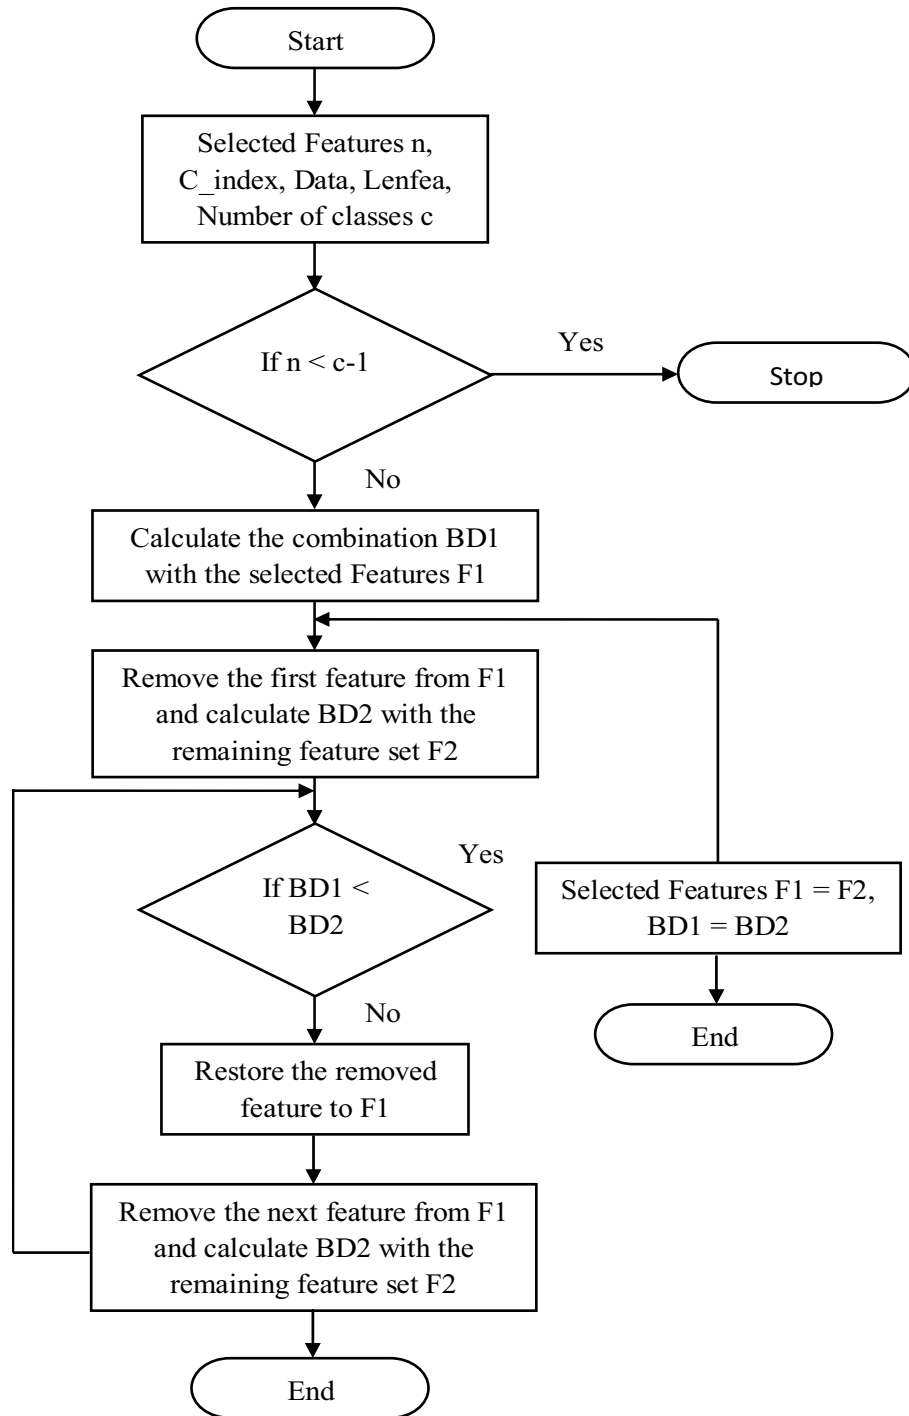 Start
Selected Features n,
C_index, Data, Lenfea,
Number of classes c
If n < c-1
Yes
Stop
No
Calculate the combination BD1
with the selected Features F1
Remove the first feature from F1
and calculate BD2 with the
remaining feature set F2
Yes
If BD1 <
BD2
Selected Features F1 = F2,
BD1 = BD2
No
End
Restore the removed
feature to F1
Remove the next feature from F1
and calculate BD2 with the
remaining feature set F2
End